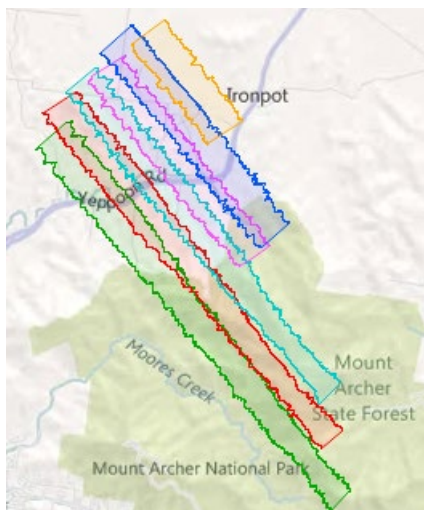 Ironpot
Yeppoon Rd
Moores Creek
Mount
Archer
State Forest
Mount Archer National Park